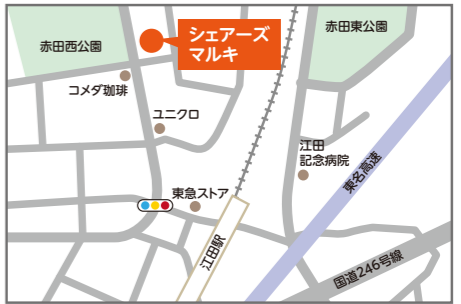 シェアーズ
マルキ
赤田西公園
赤田東公園
コメダ珈琲
ユニクロ
江田
記念病院
東名高速
東急ストア
江田駅
国道246号線